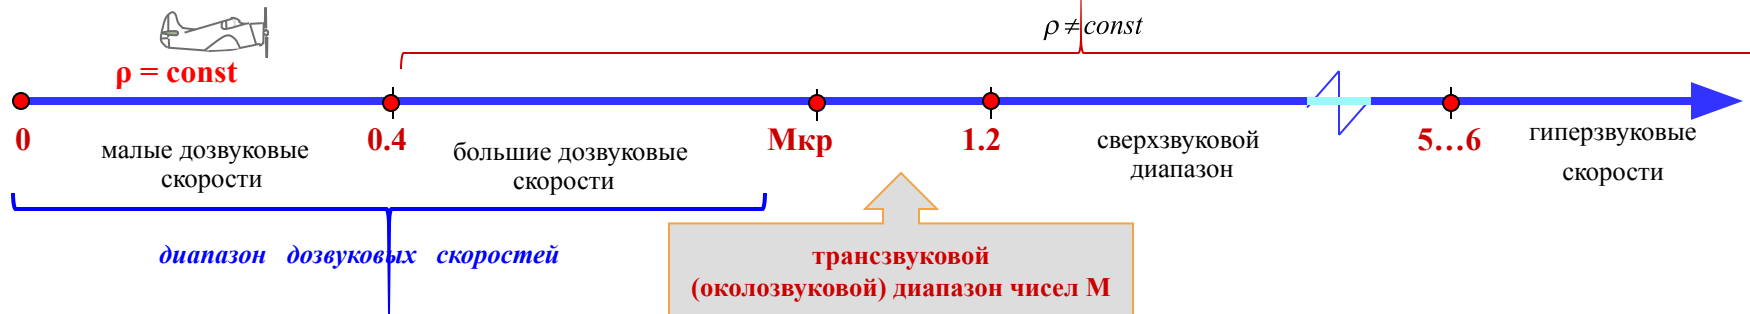 ρ ≠ const
ρ = const
0
0.4
Мкр
1.2
5…6
малые дозвуковые
скорости
большие дозвуковые
скорости
сверхзвуковой
диапазон
гиперзвуковые
скорости
диапазон дозвуковых скоростей
трансзвуковой
(околозвуковой) диапазон чисел М